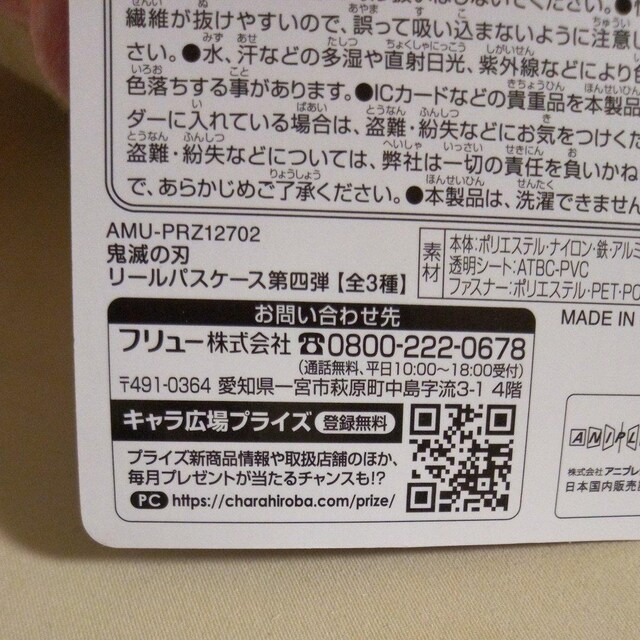 繊維が抜けやすいので、誤って吸い込まないように注意し
さい。●水、汗などの多湿や直射日光、紫外線などにより色
色落ちする事があります。●ICカードなどの貴重品を本製品
ダーに入れている場合は、盗難・紛失などにお気をつけくだ
盗難・紛失などについては、弊社は一切の責任を負いかね
で、あらかじめご了承ください。●本製品は、洗濯できません
AMU-PRZ12702
鬼滅の刃
リールパスケース第四弾【全3種】
素材
本体:ポリエステル・ナイロン・鉄・アルミ
透明シート:ATBC-PVC
ファスナー:ポリエステル・PET・PO
お問い合わせ先
フリュー株式会社 ☎0800-222-0678
(通話無料、平日10:00~18:00受付)
〒491-0364 愛知県一宮市萩原町中島字流3-1 4階
キャラ広場プライズ 登録無料
プライズ新商品情報や取扱店舗のほか、
毎月プレゼントが当たるチャンスも!?
PC https://charahiroba.com/prize/
MADE IN
ANIPL
株式会社 アニプレ
日本国内販売